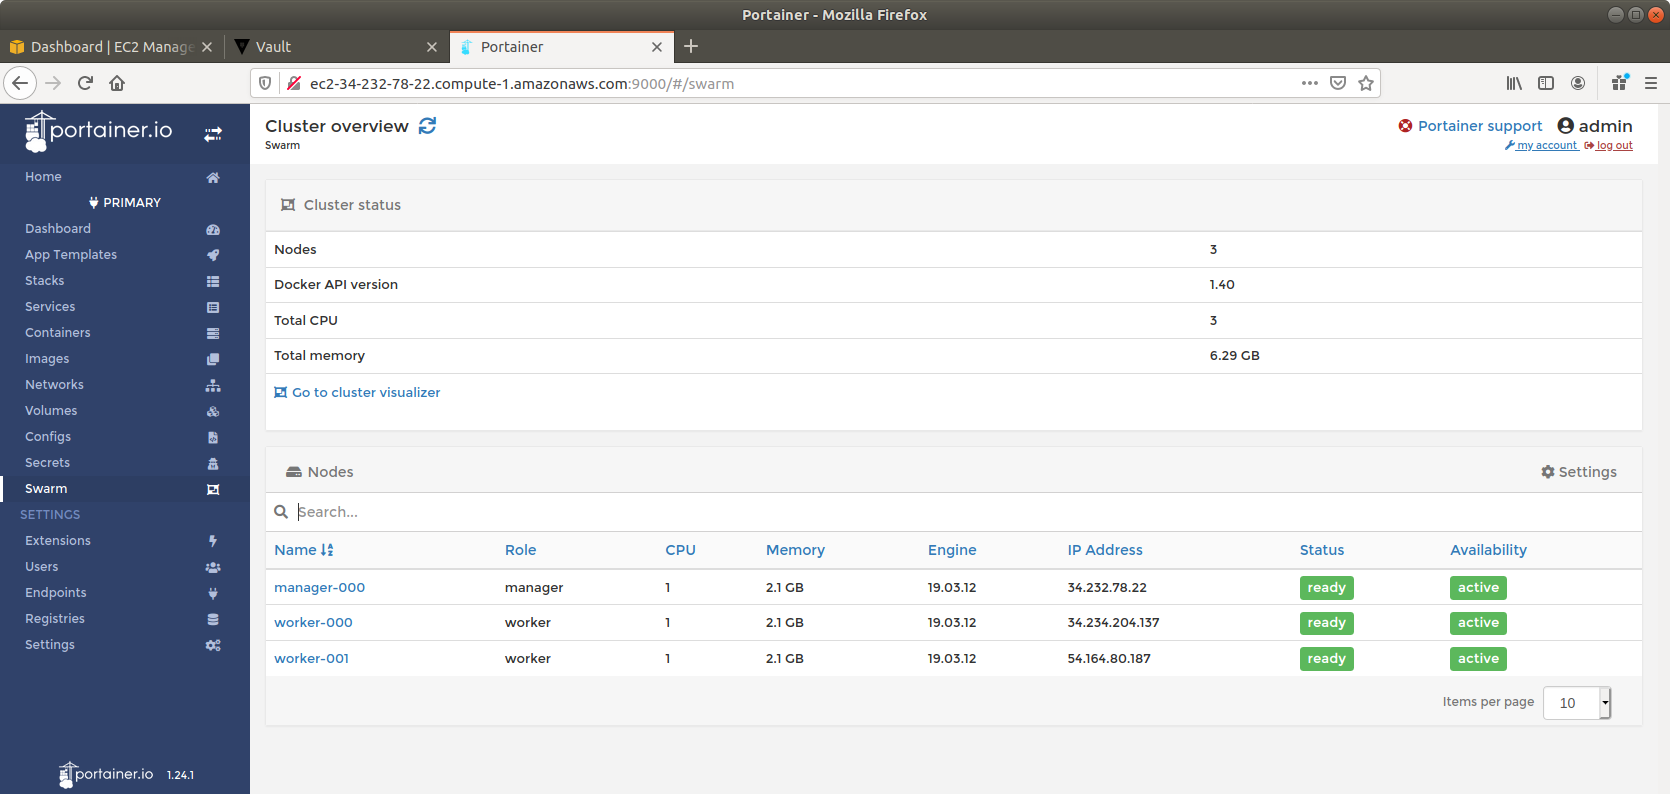 Portainer - Mozilla Firefox
Dashboard | EC2 Manage
Vault
Portainer
ec2-34-232-78-22.compute-1.amazonaws.com:9000/#/swarm
portainer.io
Cluster overview
Swarm
Portainer support
admin
my account
log out
Home
PRIMARY
Dashboard
App Templates
Stacks
Services
Containers
Images
Networks
Volumes
Configs
Secrets
Swarm
SETTINGS
Extensions
Users
Endpoints
Registries
Settings
portainer.io 1.24.1
Cluster status
Nodes 3
Docker API version 1.40
Total CPU 3
Total memory 6.29 GB
Go to cluster visualizer
Nodes
Settings
Search...
Name Role CPU Memory Engine IP Address Status Availability
manager-000 manager 1 2.1 GB 19.03.12 34.232.78.22 ready active
worker-000 worker 1 2.1 GB 19.03.12 34.234.204.137 ready active
worker-001 worker 1 2.1 GB 19.03.12 54.164.80.187 ready active
Items per page 10